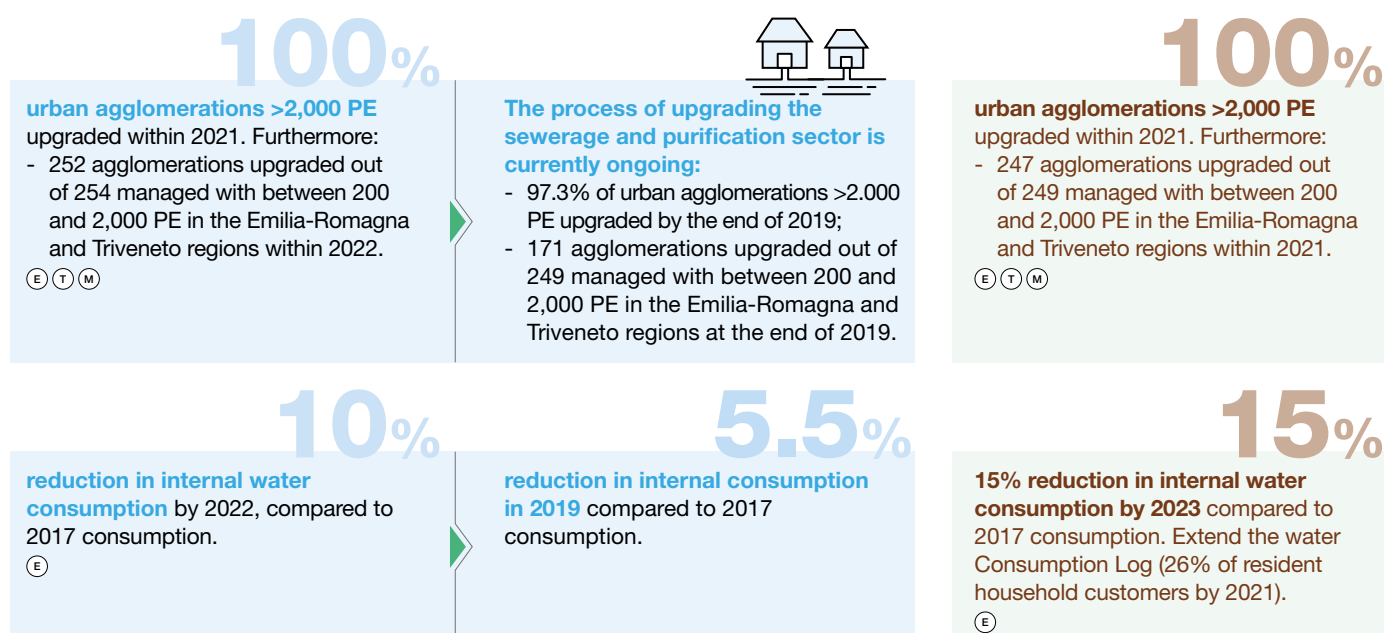 100%
urban agglomerations >2,000 PE
upgraded within 2021. Furthermore:
- 252 agglomerations upgraded out
of 254 managed with between 200
and 2,000 PE in the Emilia-Romagna
and Triveneto regions within 2022.
E T M
The process of upgrading the
sewerage and purification sector is
currently ongoing:
- 97.3% of urban agglomerations >2.000
PE upgraded by the end of 2019;
- 171 agglomerations upgraded out of
249 managed with between 200 and
2,000 PE in the Emilia-Romagna and
Triveneto regions at the end of 2019.
100%
urban agglomerations >2,000 PE
upgraded within 2021. Furthermore:
- 247 agglomerations upgraded out
of 249 managed with between 200
and 2,000 PE in the Emilia-Romagna
and Triveneto regions within 2021.
E T M
10%
reduction in internal water
consumption by 2022, compared to
2017 consumption.
E
5.5%
reduction in internal consumption
in 2019 compared to 2017
consumption.
15%
15% reduction in internal water
consumption by 2023 compared to
2017 consumption. Extend the water
Consumption Log (26% of resident
household customers by 2021).
E